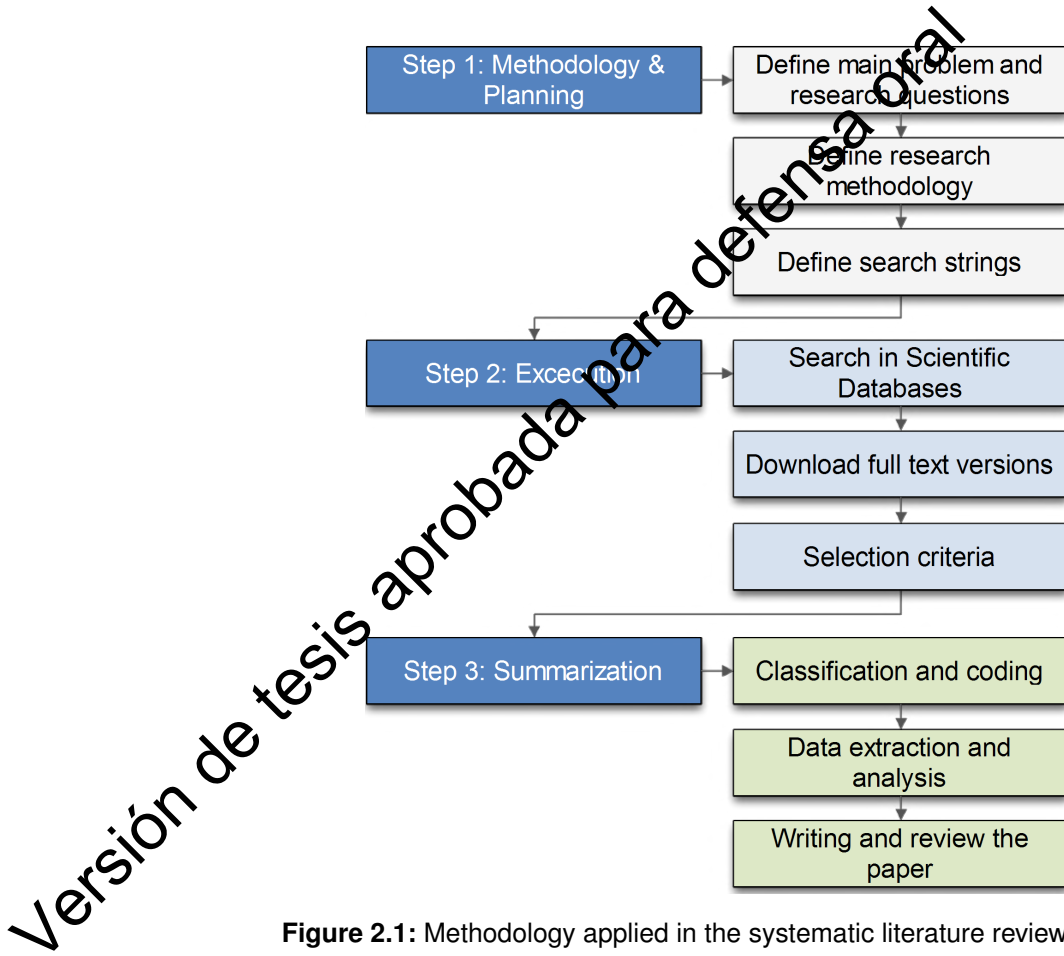 Step 1: Methodology &
Planning
Define main problem and
research questions
Define research
methodology
Define search strings
Step 2: Excecution
Search in Scientific
Databases
Download full text versions
Selection criteria
Step 3: Summarization
Classification and coding
Data extraction and
analysis
Writing and review the
paper
Versión de tesis aprobada para defensa oral
Figure 2.1: Methodology applied in the systematic literature review